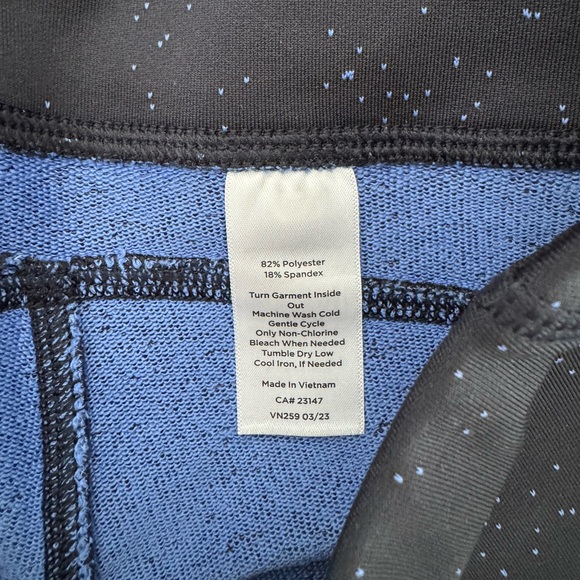 82% Polyester
18% Spandex
Turn Garment Inside
Out
Machine Wash Cold
Gentle Cycle
Only Non-Chlorine
Bleach When Needed
Tumble Dry Low
Cool Iron, If Needed
Made In Vietnam
CA# 23147
VN259 03/23